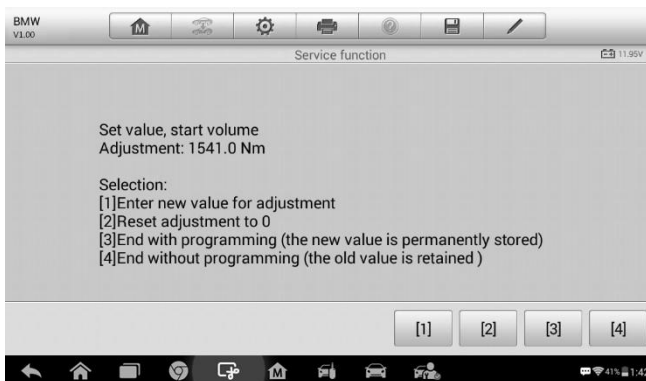 BMW
V1.00
Service function
11.95V
Set value, start volume
Adjustment: 1541.0 Nm
Selection:
[1]Enter new value for adjustment
[2]Reset adjustment to 0
[3]End with programming (the new value is permanently stored)
[4]End without programming (the old value is retained )
[1] [2] [3] [4]
41% 1:42